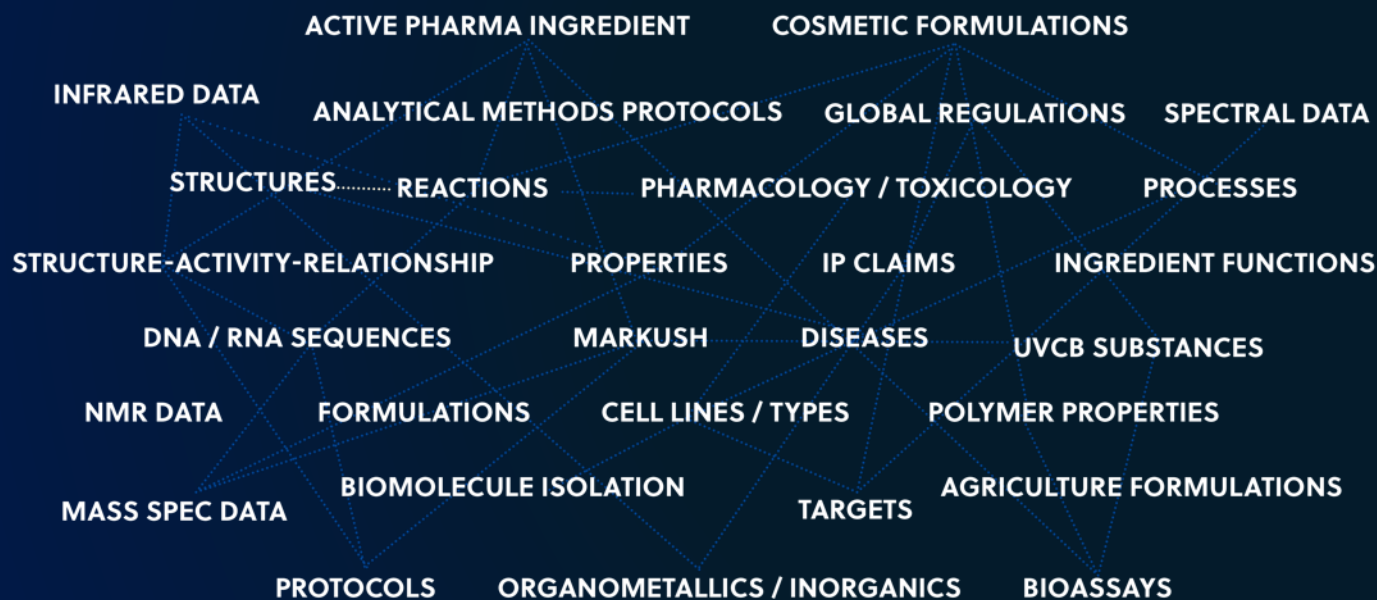 ACTIVE PHARMA INGREDIENT
COSMETIC FORMULATIONS
INFRARED DATA
ANALYTICAL METHODS PROTOCOLS
GLOBAL REGULATIONS
SPECTRAL DATA
STRUCTURES
REACTIONS
PHARMACOLOGY / TOXICOLOGY
PROCESSES
STRUCTURE-ACTIVITY-RELATIONSHIP
PROPERTIES
IP CLAIMS
INGREDIENT FUNCTIONS
DNA / RNA SEQUENCES
MARKUSH
DISEASES
UVCB SUBSTANCES
NMR DATA
FORMULATIONS
CELL LINES / TYPES
POLYMER PROPERTIES
MASS SPEC DATA
BIOMOLECULE ISOLATION
TARGETS
AGRICULTURE FORMULATIONS
PROTOCOLS
ORGANOMETALLICS / INORGANICS
BIOASSAYS